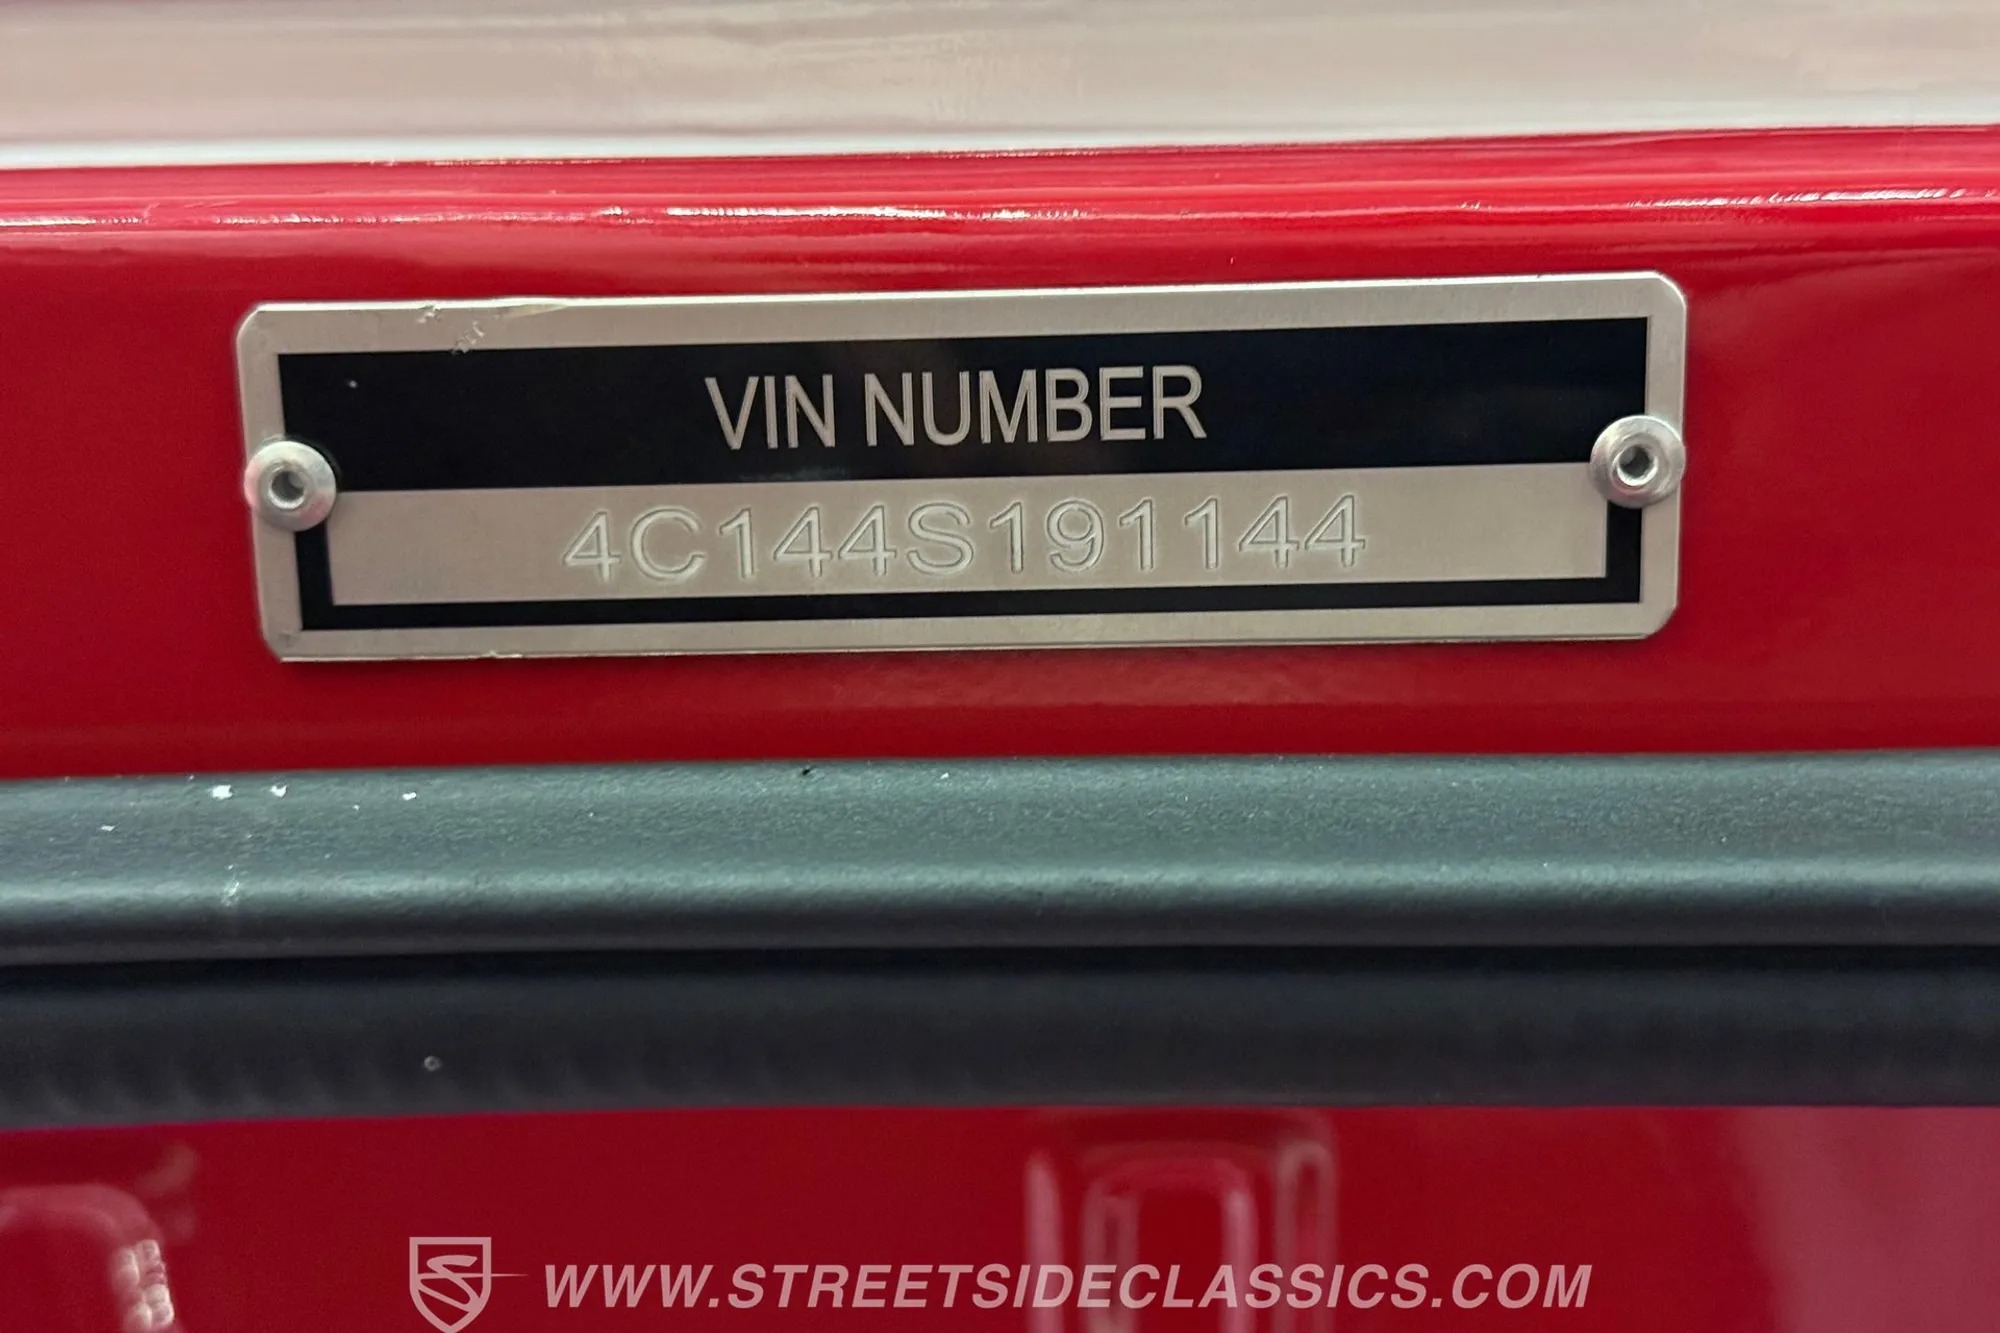 VIN NUMBER
4C144S191144
WWW.STREETSIDECLASSICS.COM